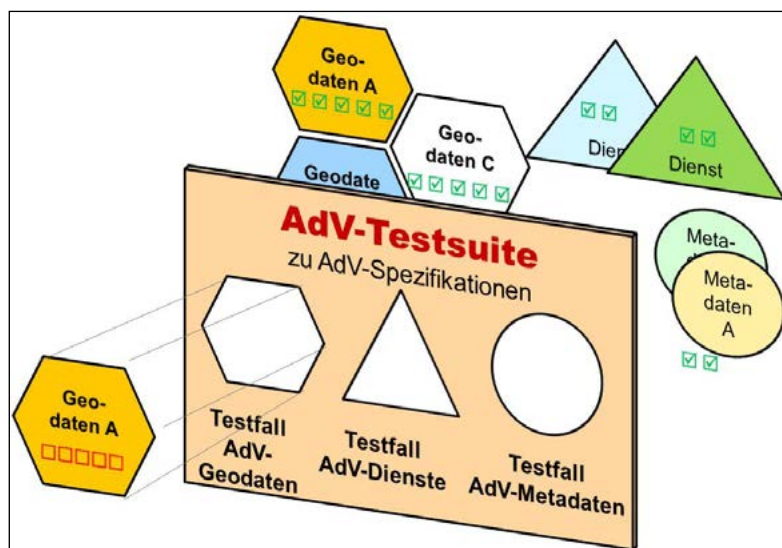 Geo-
daten A
Geo-
daten C
Geodate
Dien
Dienst
Meta-
Meta-
daten
A
AdV-Testsuite
zu AdV-Spezifikationen
Geo-
daten A
Testfall
AdV-
Geodaten
Testfall
AdV-Dienste
Testfall
AdV-Metadaten